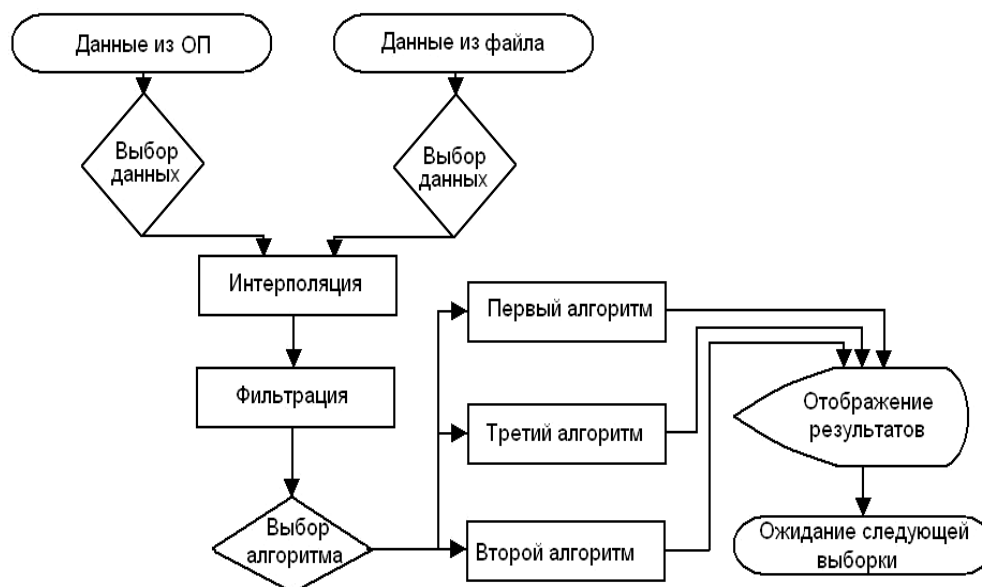 Данные из ОП
Данные из файла
Выбор
данных
Выбор
данных
Интерполяция
Фильтрация
Выбор
алгоритма
Первый алгоритм
Третий алгоритм
Второй алгоритм
Отображение
результатов
Ожидание следующей
выборки